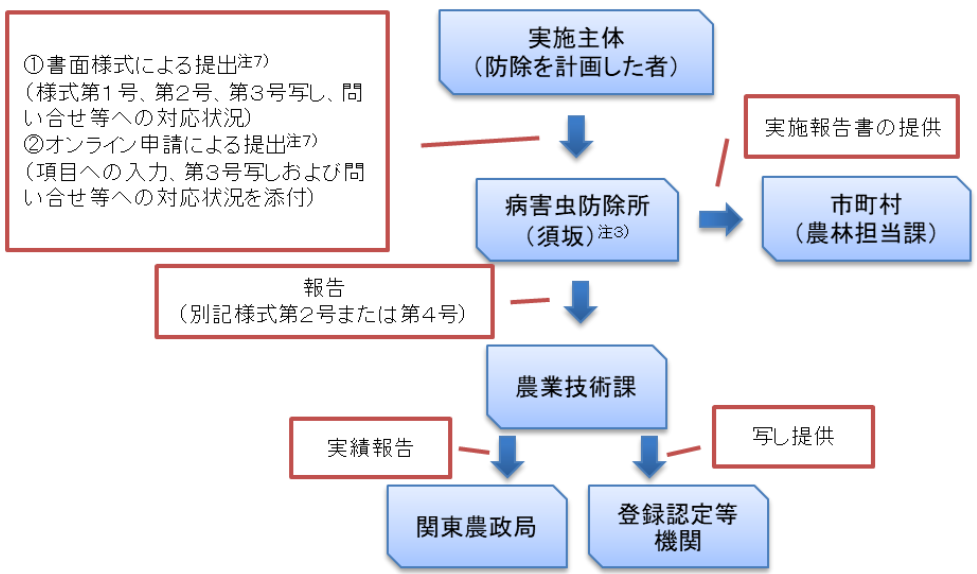 ①書面様式による提出注7)
(様式第1号、第2号、第3号写し、問
い合せ等への対応状況)
②オンライン申請による提出注7)
(項目への入力、第3号写しおよび問
い合せ等への対応状況を添付)
実施主体
(防除を計画した者)
実施報告書の提供
病害虫防除所
(須坂)注3)
市町村
(農林担当課)
報告
(別記様式第2号または第4号)
農業技術課
実績報告
写し提供
関東農政局
登録認定等
機関